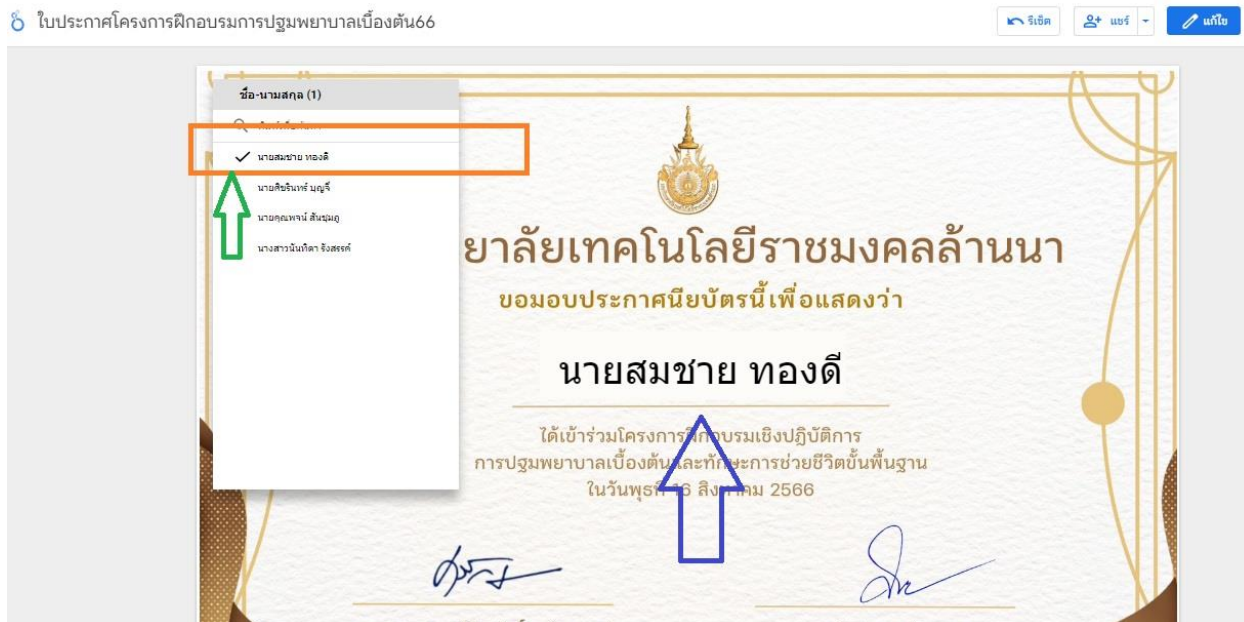 ใบประกาศโครงการฝึกอบรมการปฐมพยาบาลเบื้องต้น66
รีเซ็ต
แชร์
แก้ไข
ชื่อ-นามสกุล (1)
นายสมชาย ทองดี
นายศิขรินทร์ บุญจี๋
นายคุณพจน์ สันชุมภู
นางสาวนันทิดา รังสรรค์
ยาลัยเทคโนโลยีราชมงคลล้านนา
ขอมอบประกาศนียบัตรนี้เพื่อแสดงว่า
นายสมชาย ทองดี
ได้เข้าร่วมโครงการฝึกอบรมเชิงปฏิบัติการ
การปฐมพยาบาลเบื้องต้นและทักษะการช่วยชีวิตขั้นพื้นฐาน
ในวันพุธที่ 16 สิงหาคม 2566